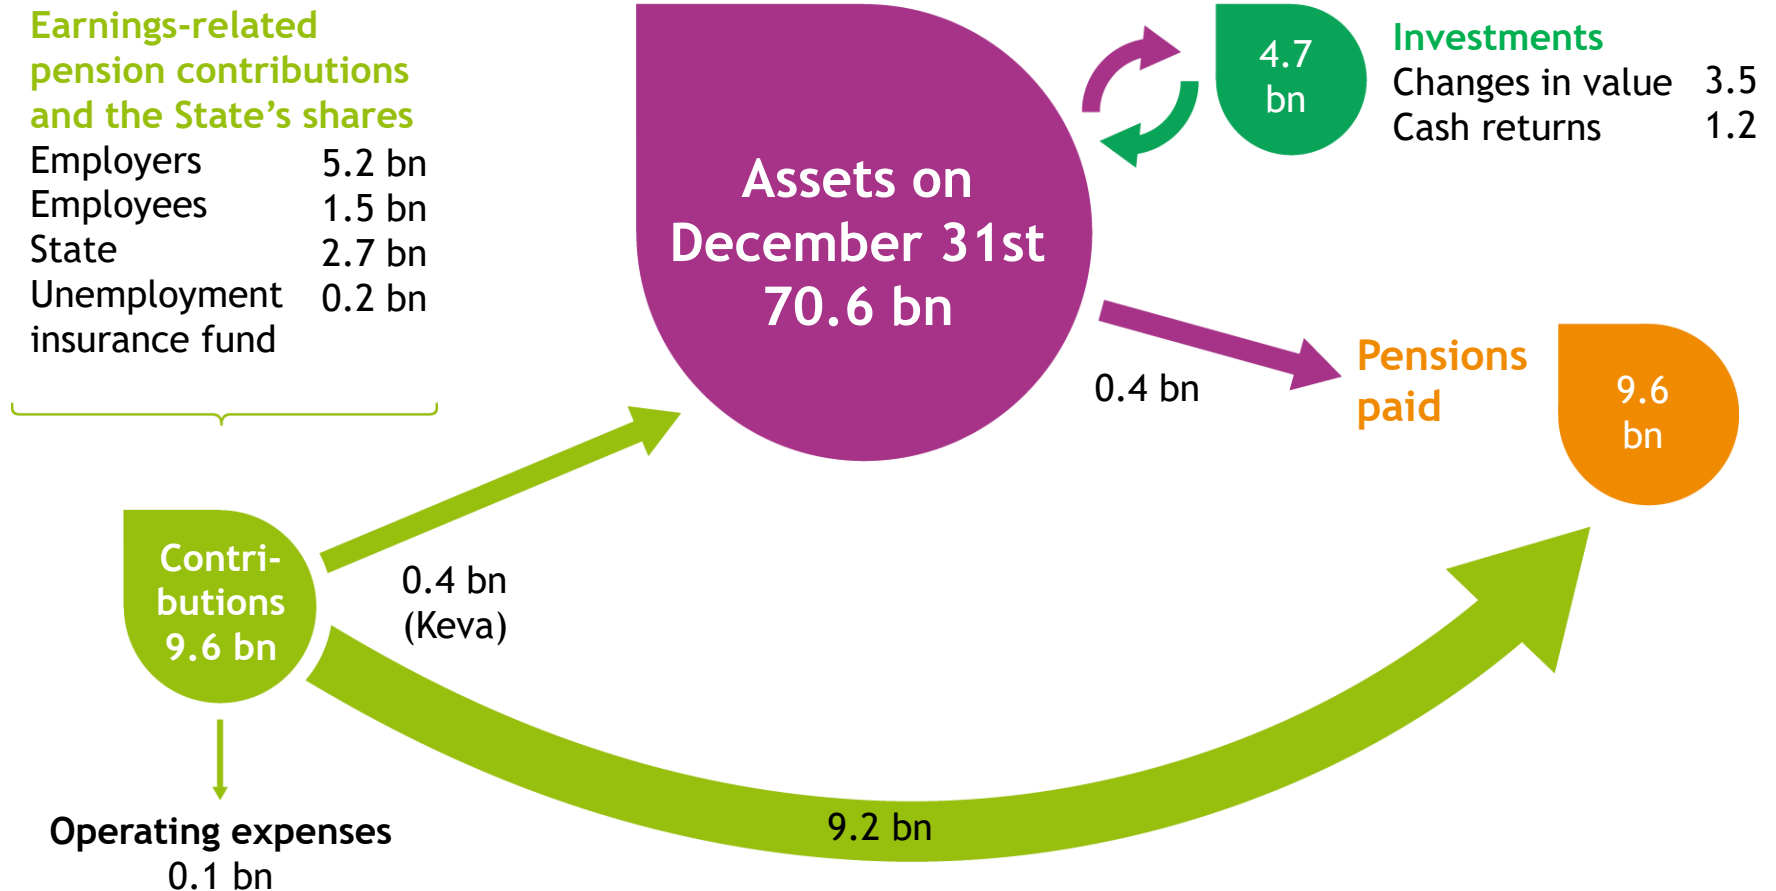 Earnings-related
pension contributions
and the State’s shares
Employers 5.2 bn
Employees 1.5 bn
State 2.7 bn
Unemployment 0.2 bn
insurance fund
Assets on
December 31st
70.6 bn
4.7
bn
Investments
Changes in value 3.5
Cash returns 1.2
0.4 bn
Pensions
paid
9.6
bn
Contri-
butions
9.6 bn
0.4 bn
(Keva)
9.2 bn
Operating expenses
0.1 bn